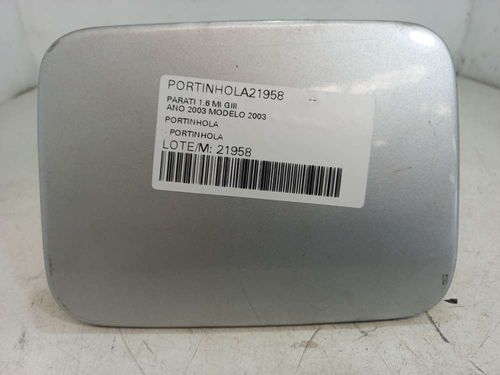 PORTINHOLA21958
PARATI 1.6 MI GIII
ANO 2003 MODELO 2003
PORTINHOLA
- PORTINHOLA
LOTE/M: 21958